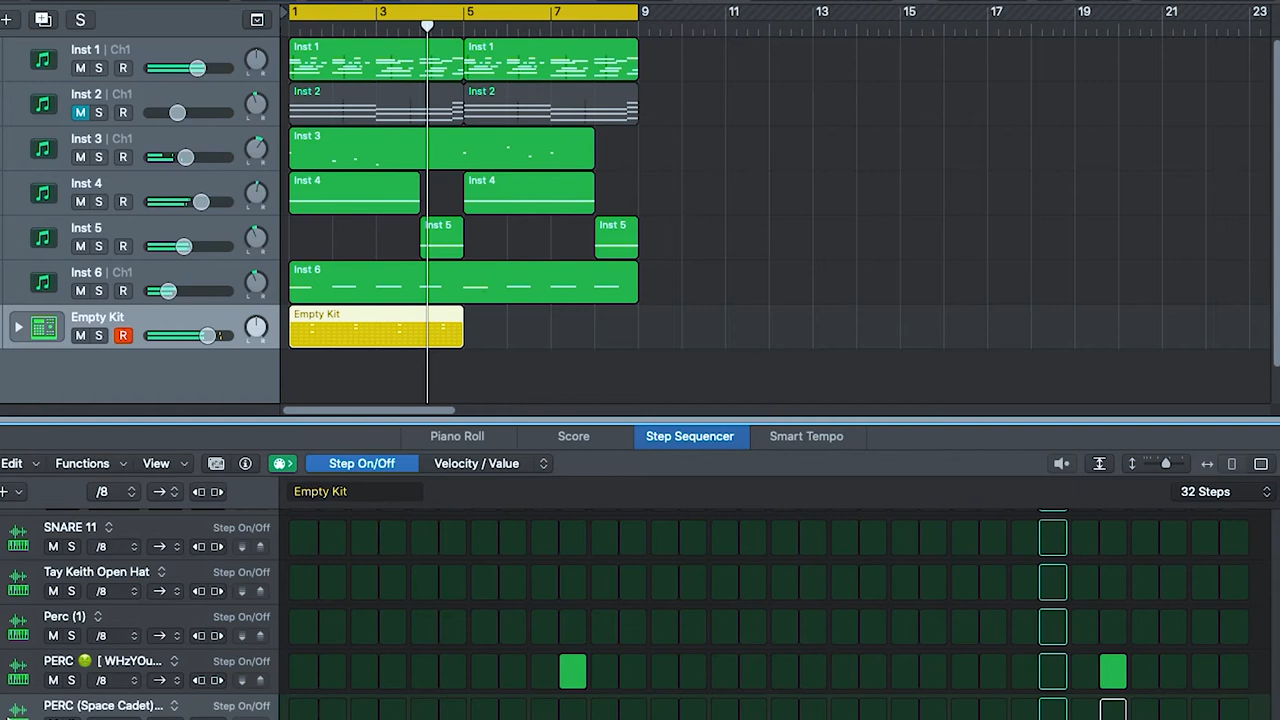 1 3 5 7 9 11 13 15 17 19 21 23
S
Inst 1 | Ch1
M S R
L R
Inst 1 Inst 1
Inst 2 | Ch1
M S R
L R
Inst 2 Inst 2
Inst 3 | Ch1
M S R
L R
Inst 3
Inst 4 | Ch1
M S R
L R
Inst 4 Inst 4
Inst 5
M S R
L R
Inst 5 Inst 5
Inst 6 | Ch1
M S R
L R
Inst 6
Empty Kit
M S R
L R
Empty Kit
Piano Roll Score Step Sequencer Smart Tempo
Edit Functions View Step On/Off Velocity / Value
/8 Empty Kit 32 Steps
SNARE 11 Step On/Off
M S /8
Tay Keith Open Hat Step On/Off
M S /8
Perc (1) Step On/Off
M S /8
PERC 🤢 [ WHzYOu... Step On/Off
M S /8
PERC (Space Cadet)... Step On/Off